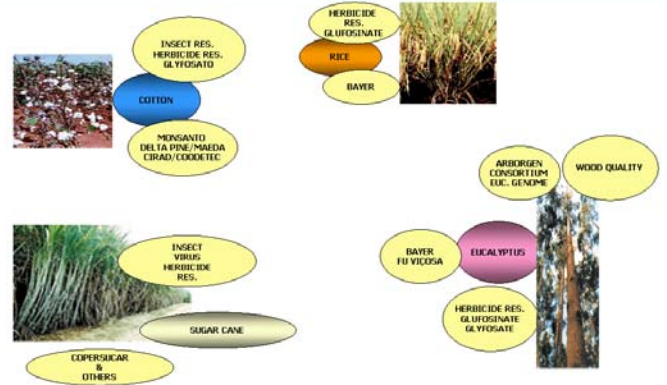 INSECT RES.
HERBICIDE RES.
GLYFOSATO
COTTON
MONSANTO
DELTA PINE/MAEDA
CIRAD/COODETEC
HERBICIDE
RES.
GLUFOSINATE
RICE
BAYER
ARBORGEN
CONSORTIUM
EUC. GENOME
WOOD QUALITY
BAYER
FU VIÇOSA
EUCALYPTUS
HERBICIDE RES.
GLUFOSINATE
GLYFOSATE
INSECT
VIRUS
HERBICIDE
RES.
SUGAR CANE
COPERSUCAR
&
OTHERS